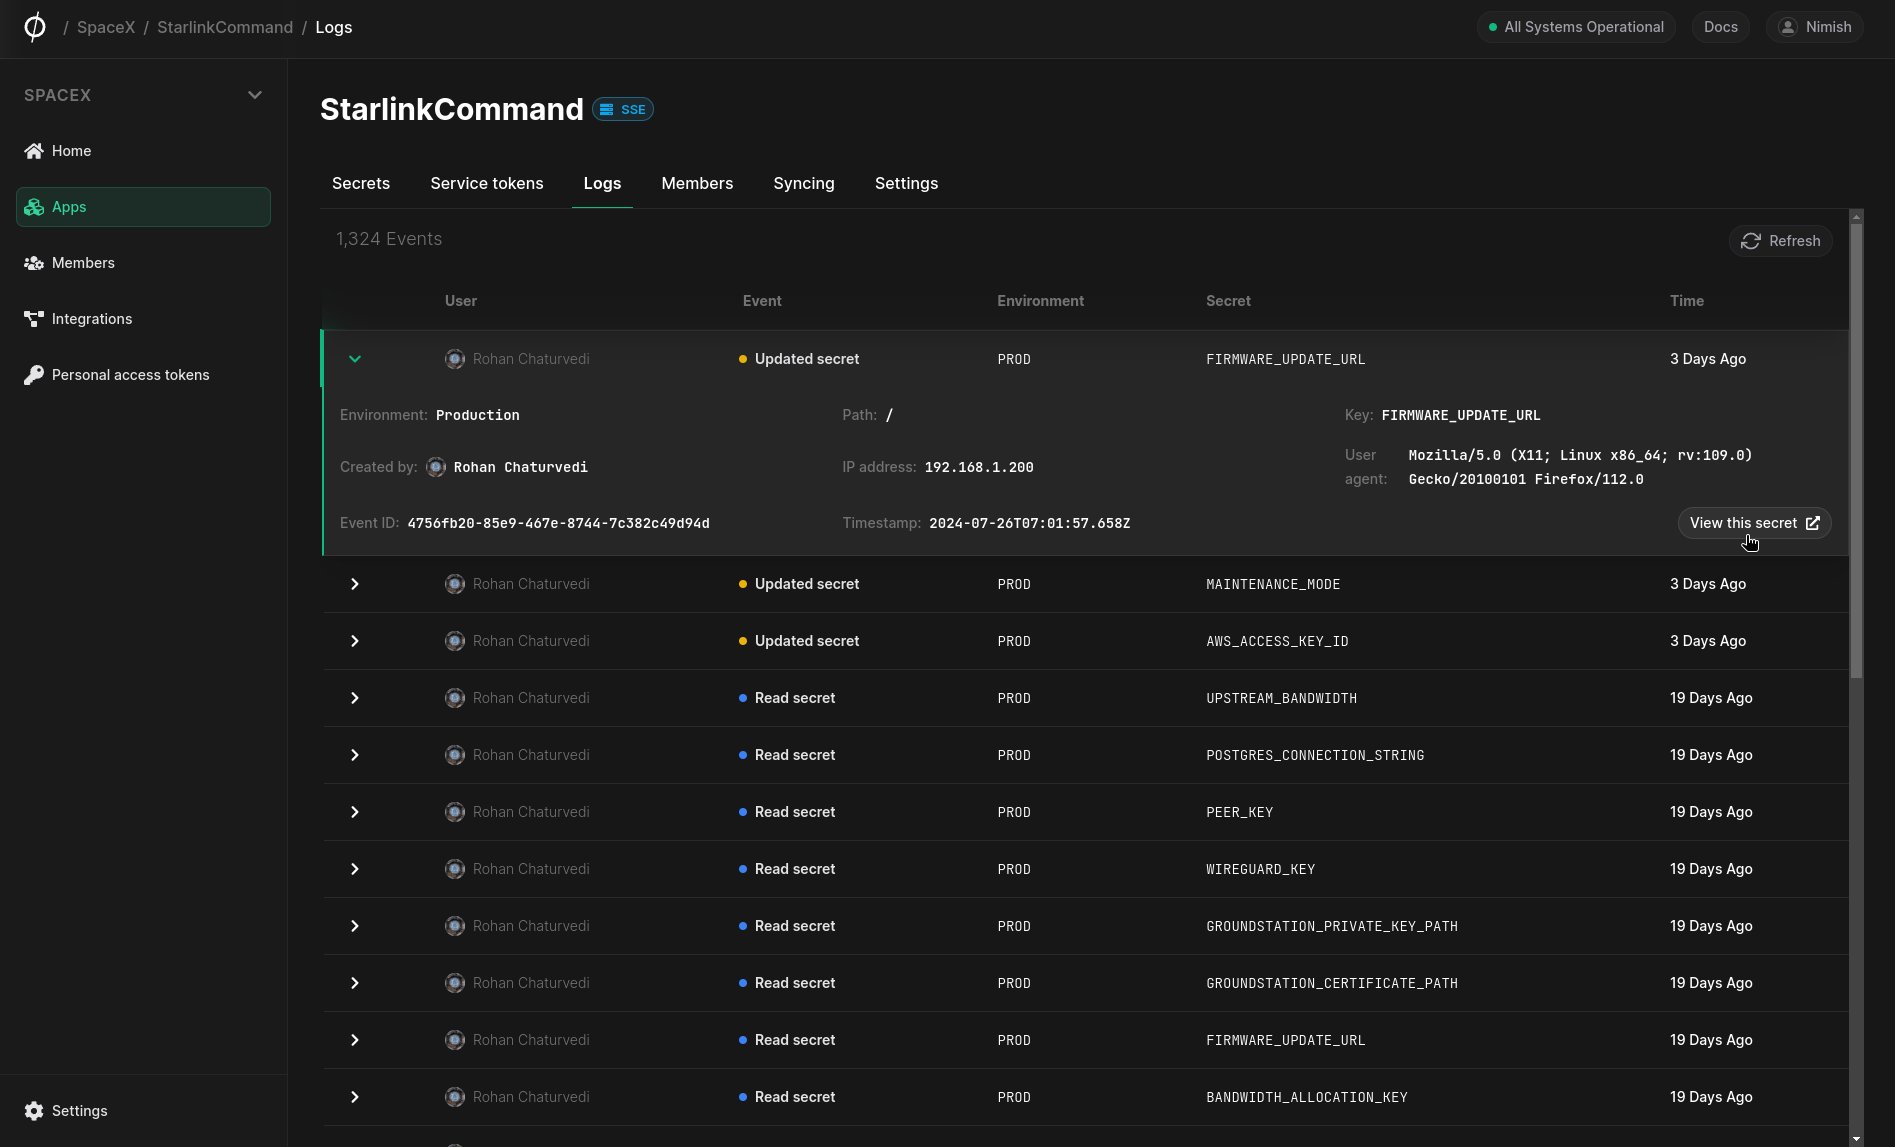 / SpaceX / StarlinkCommand / Logs
All Systems Operational
Docs
Nimish
SPACEX
Home
Apps
Members
Integrations
Personal access tokens
Settings
StarlinkCommand SSE
Secrets Service tokens Logs Members Syncing Settings
1,324 Events
Refresh
User Event Environment Secret Time
Rohan Chaturvedi Updated secret PROD FIRMWARE_UPDATE_URL 3 Days Ago
Environment: Production Path: / Key: FIRMWARE_UPDATE_URL
Created by: Rohan Chaturvedi IP address: 192.168.1.200 User agent: Mozilla/5.0 (X11; Linux x86_64; rv:109.0)
Gecko/20100101 Firefox/112.0
Event ID: 4756fb20-85e9-467e-8744-7c382c49d94d Timestamp: 2024-07-26T07:01:57.658Z View this secret
Rohan Chaturvedi Updated secret PROD MAINTENANCE_MODE 3 Days Ago
Rohan Chaturvedi Updated secret PROD AWS_ACCESS_KEY_ID 3 Days Ago
Rohan Chaturvedi Read secret PROD UPSTREAM_BANDWIDTH 19 Days Ago
Rohan Chaturvedi Read secret PROD POSTGRES_CONNECTION_STRING 19 Days Ago
Rohan Chaturvedi Read secret PROD PEER_KEY 19 Days Ago
Rohan Chaturvedi Read secret PROD WIREGUARD_KEY 19 Days Ago
Rohan Chaturvedi Read secret PROD GROUNDSTATION_PRIVATE_KEY_PATH 19 Days Ago
Rohan Chaturvedi Read secret PROD GROUNDSTATION_CERTIFICATE_PATH 19 Days Ago
Rohan Chaturvedi Read secret PROD FIRMWARE_UPDATE_URL 19 Days Ago
Rohan Chaturvedi Read secret PROD BANDWIDTH_ALLOCATION_KEY 19 Days Ago